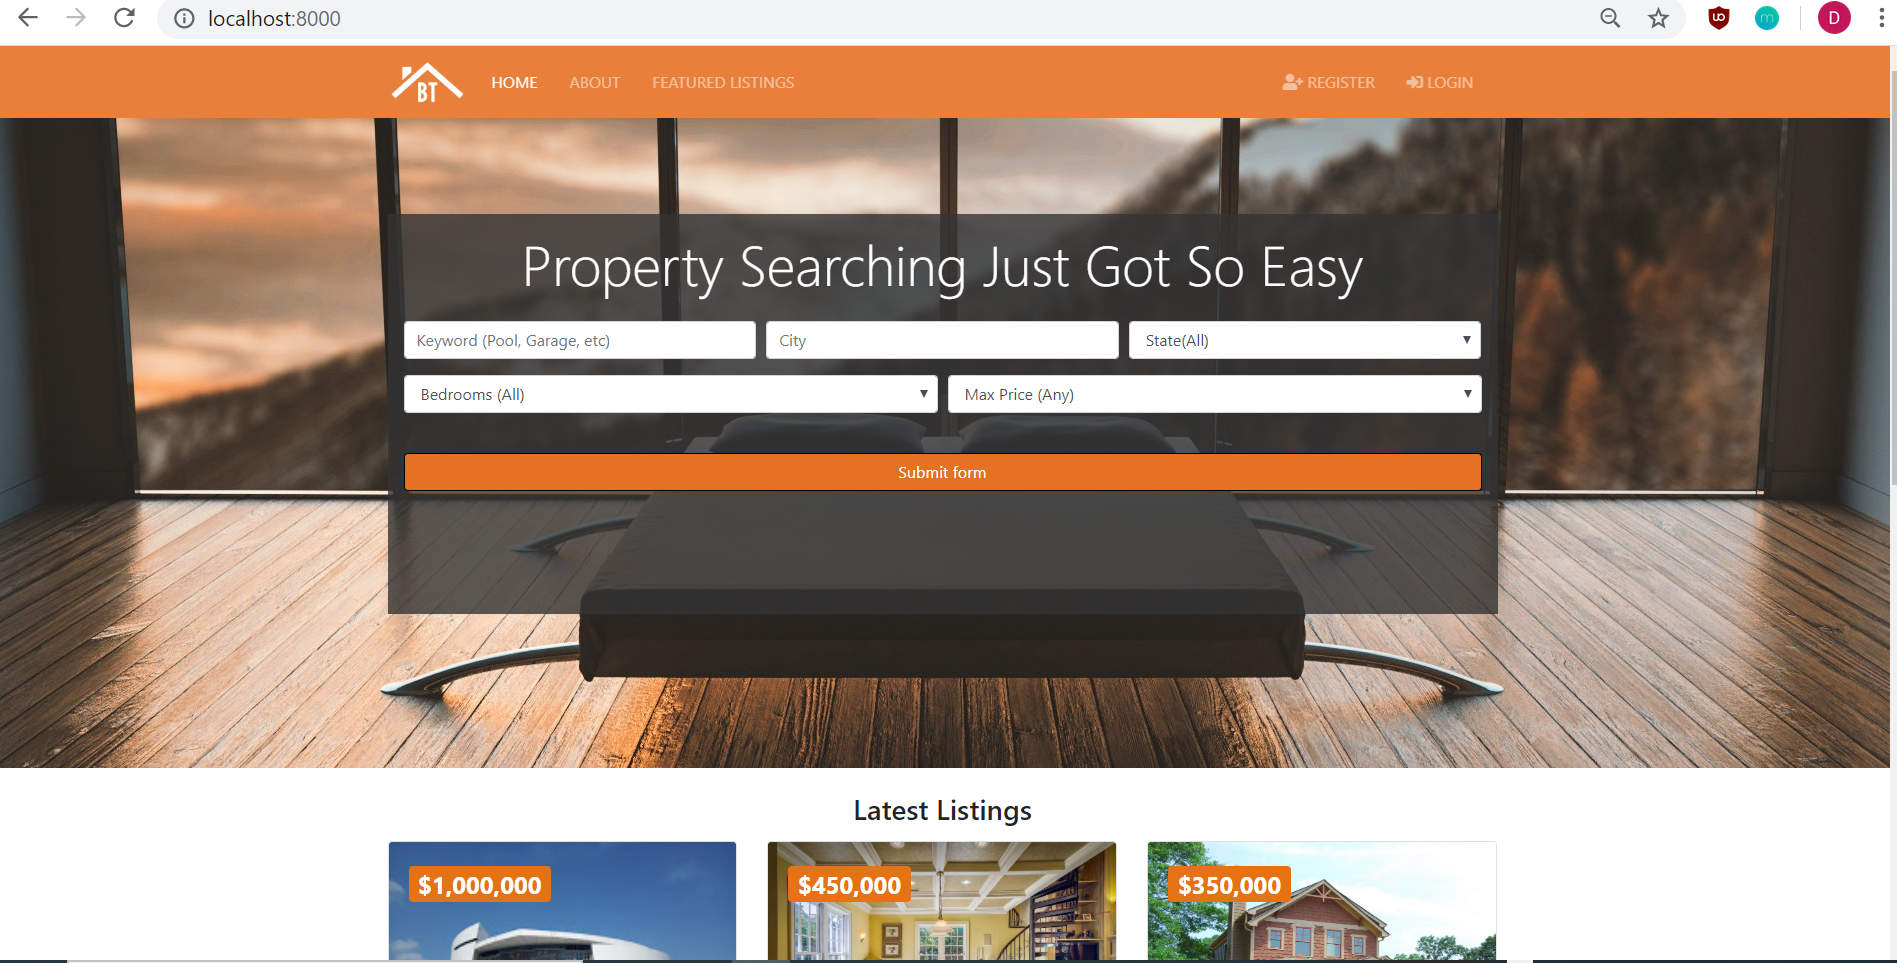 localhost:8000
D
BT
HOME ABOUT FEATURED LISTINGS REGISTER LOGIN
Property Searching Just Got So Easy
Keyword (Pool, Garage, etc) City State(All)
Bedrooms (All) Max Price (Any)
Submit form
Latest Listings
$1,000,000 $450,000 $350,000